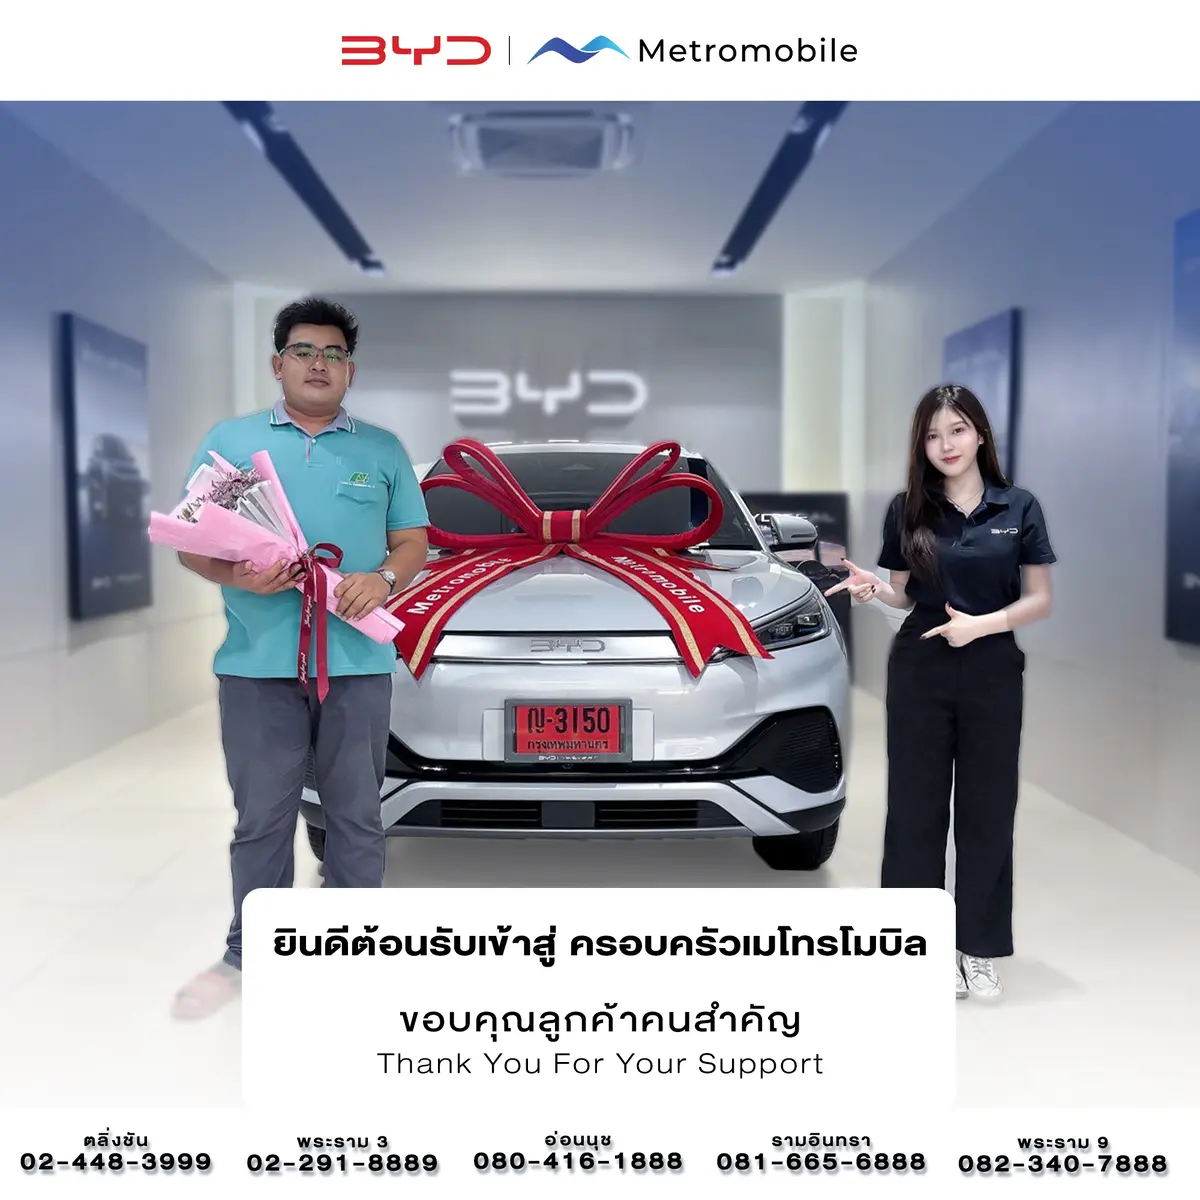 BYD | Metromobile
BYD
Metromobile
Metromobile
BYD
BYD
ญ-3150
กรุงเทพมหานคร
BYD
ยินดีต้อนรับเข้าสู่ ครอบครัวเมโทรโมบิล
ขอบคุณลูกค้าคนสำคัญ
Thank You For Your Support
ตลิ่งชัน
02-448-3999
พระราม 3
02-291-8889
อ่อนนุช
080-416-1888
รามอินทรา
081-665-6888
พระราม 9
082-340-7888